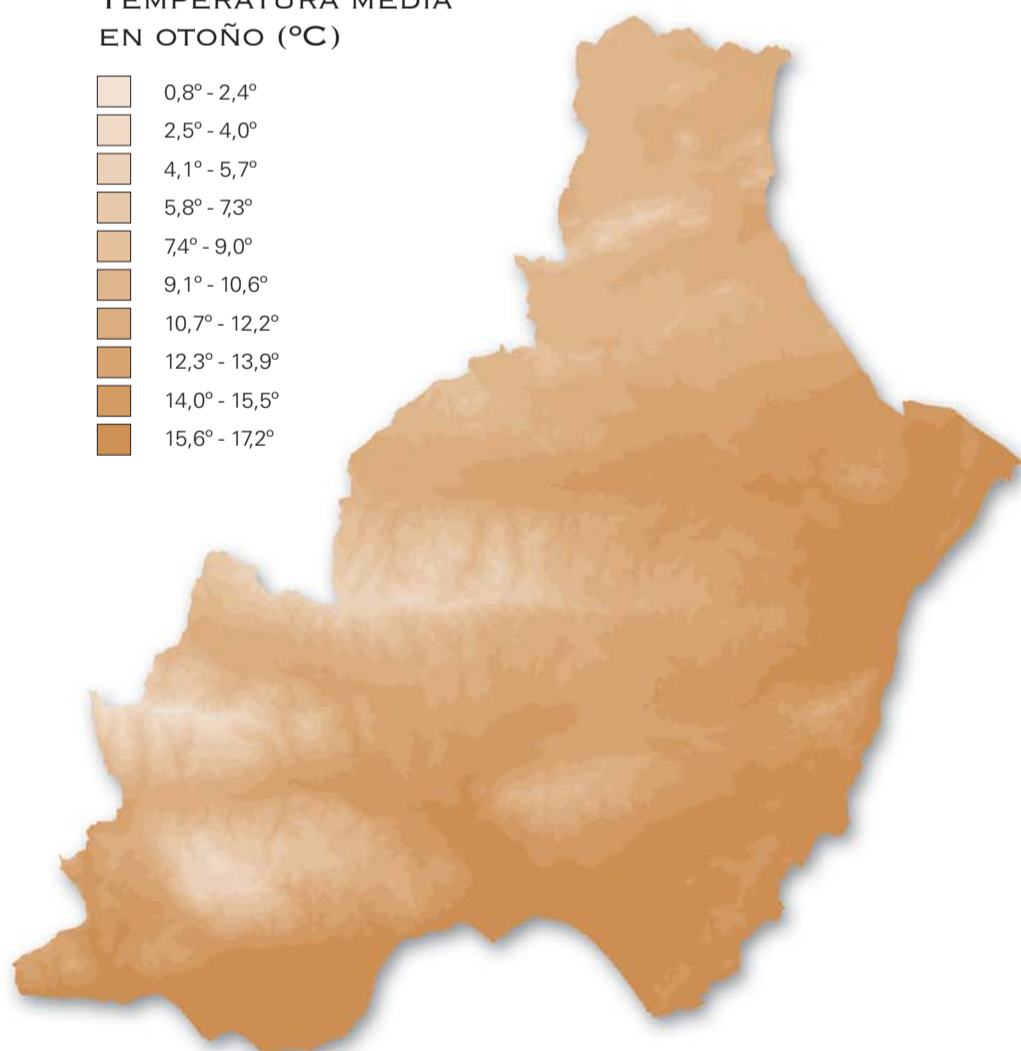 TEMPERATURA MEDIA
EN OTOÑO (ºC)
0,8º - 2,4º
2,5º - 4,0º
4,1º - 5,7º
5,8º - 7,3º
7,4º - 9,0º
9,1º - 10,6º
10,7º - 12,2º
12,3º - 13,9º
14,0º - 15,5º
15,6º - 17,2º